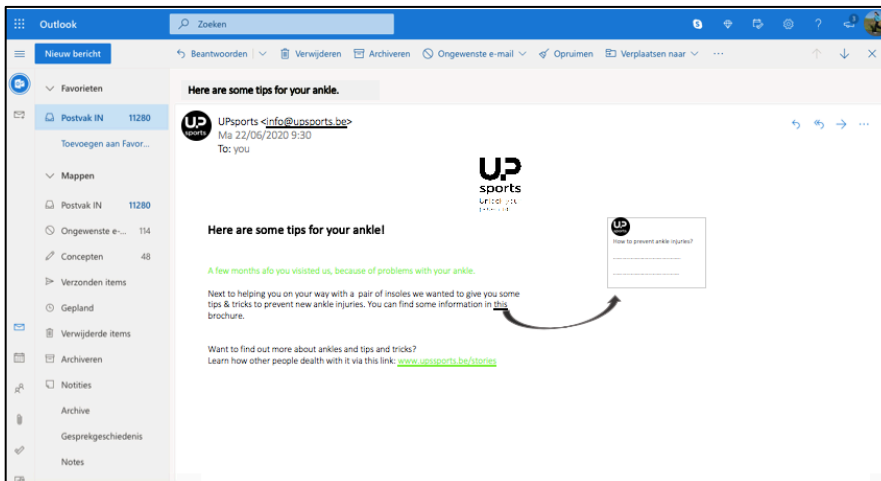 Outlook
Zoeken
Nieuw bericht
Beantwoorden
Verwijderen
Archiveren
Ongewenste e-mail
Opruimen
Verplaatsen naar
Favorieten
Postvak IN 11280
Toevoegen aan Favor...
Mappen
Postvak IN 11280
Ongewenste e-... 114
Concepten 48
Verzonden items
Gepland
Verwijderde items
Archiveren
Notities
Archive
Gesprekgeschiedenis
Notes
Here are some tips for your ankle.
UP
sports
UPsports <info@upsports.be>
Ma 22/06/2020 9:30
To: you
UP
sports
Here are some tips for your ankle!
A few months afo you visisted us, because of problems with your ankle.
Next to helping you on your way with a pair of insoles we wanted to give you some
tips & tricks to prevent new ankle injuries. You can find some information in this
brochure.
Want to find out more about ankles and tips and tricks?
Learn how other people dealth with it via this link: www.upssports.be/stories
UP
sports
How to prevent ankle injuries?